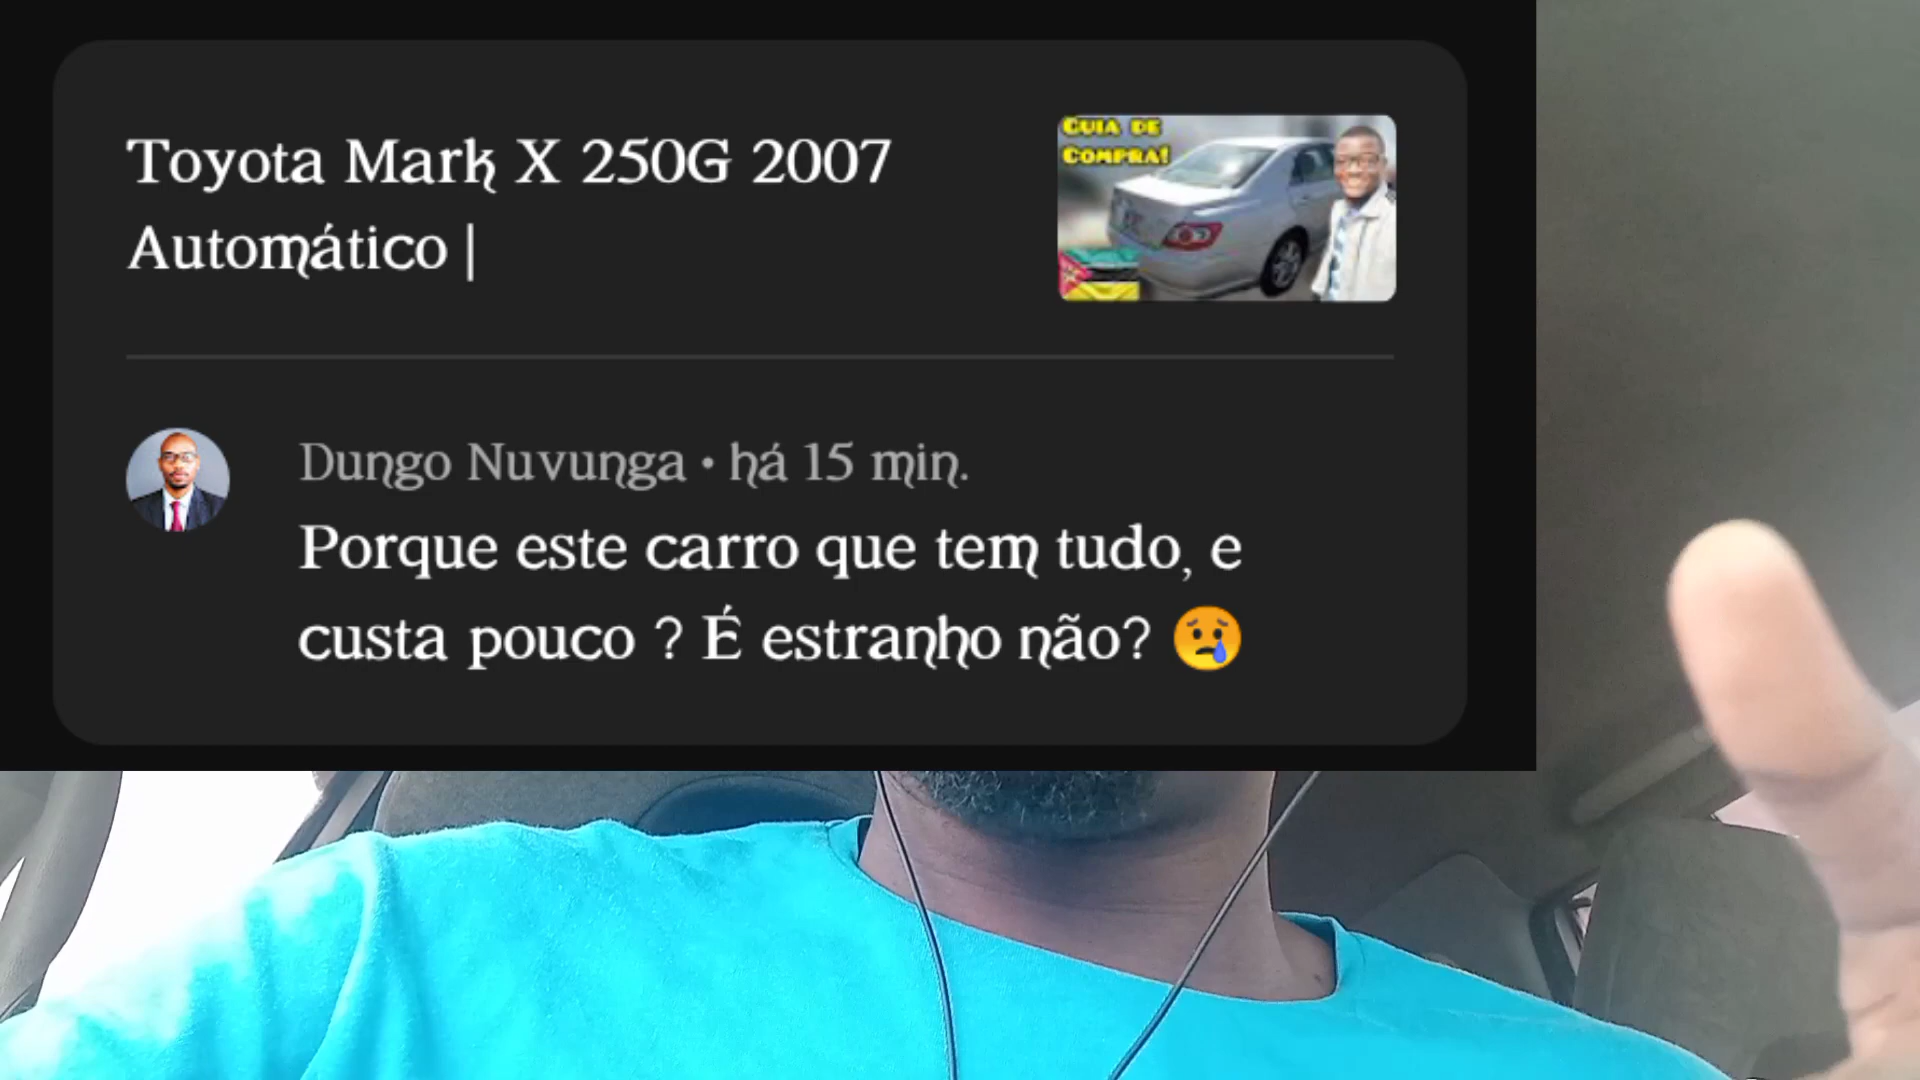 Toyota Mark X 250G 2007
Automático |
GUIA DE
COMPRA!
Dungo Nuvunga • há 15 min.
Porque este carro que tem tudo, e
custa pouco ? É estranho não? 😢